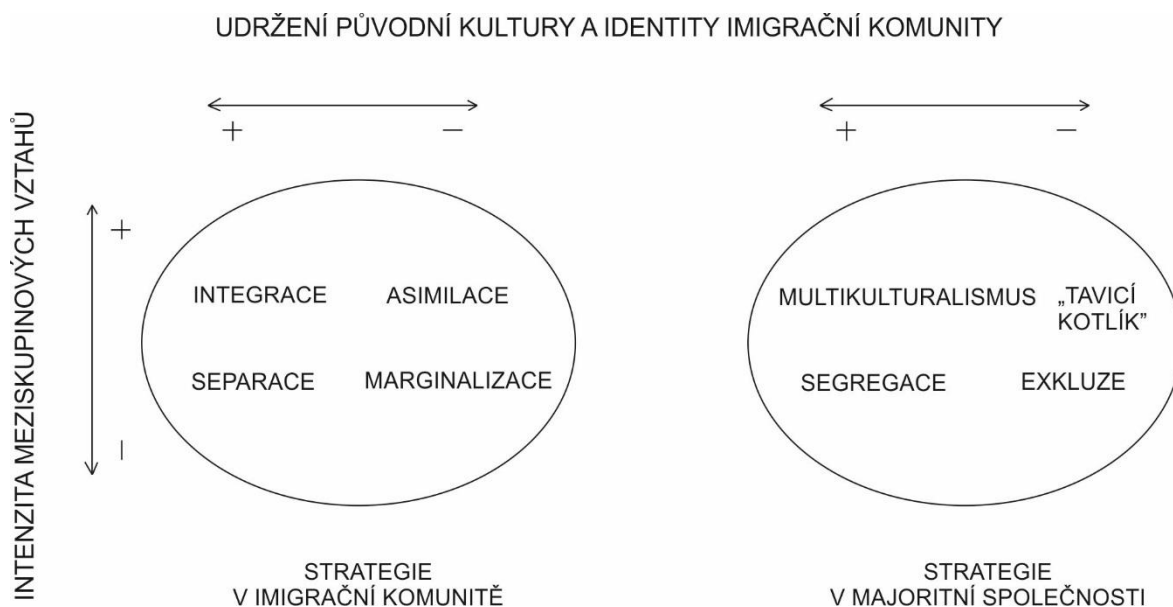 UDRŽENÍ PŮVODNÍ KULTURY A IDENTITY IMIGRAČNÍ KOMUNITY
INTENZITA MEZISKUPINOVÝCH VZTAHŮ
+ −
+ −
+
−
INTEGRACE ASIMILACE
SEPARACE MARGINALIZACE
MULTIKULTURALISMUS „TAVICÍ
KOTLÍK”
SEGREGACE EXKLUZE
STRATEGIE
V IMIGRAČNÍ KOMUNITĚ
STRATEGIE
V MAJORITNÍ SPOLEČNOSTI